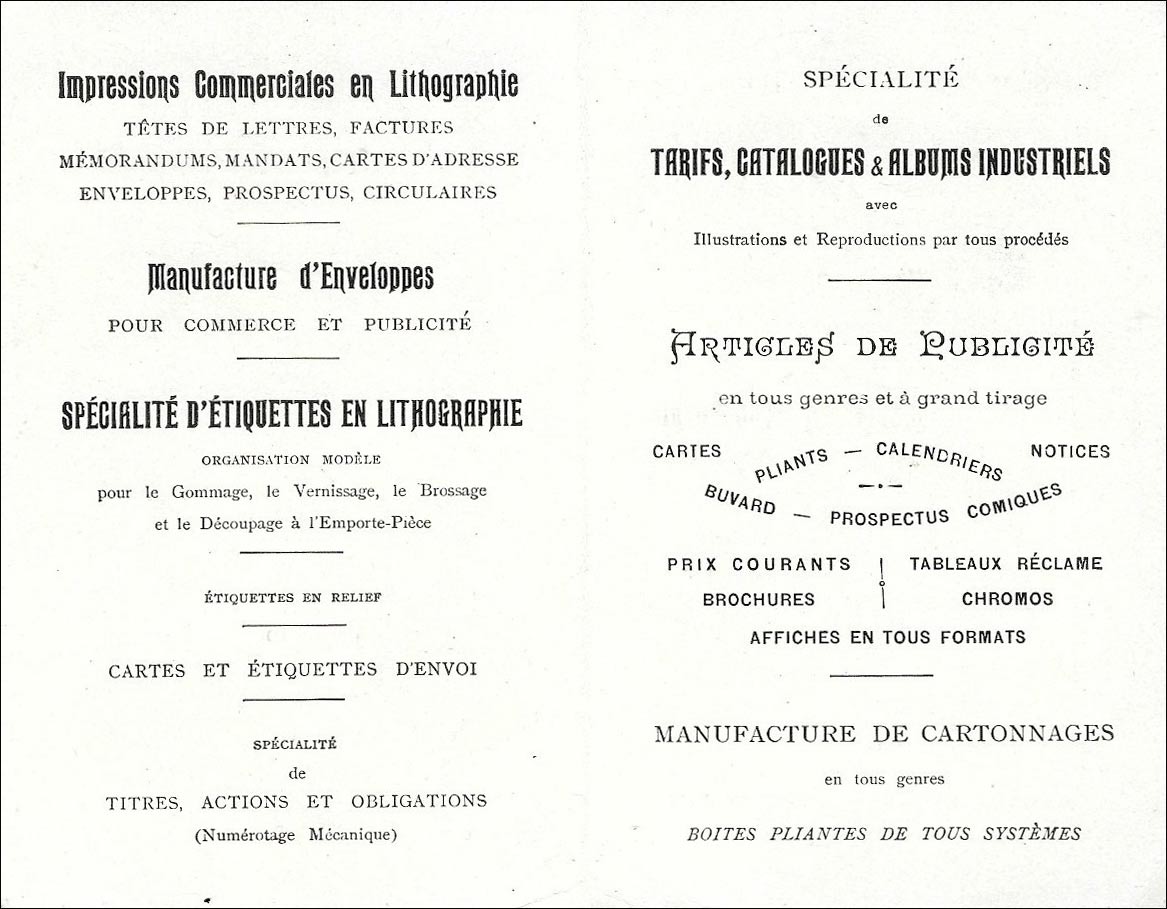 Impressions Commerciales en Lithographie
TÊTES DE LETTRES, FACTURES
MÉMORANDUMS, MANDATS, CARTES D'ADRESSE
ENVELOPPES, PROSPECTUS, CIRCULAIRES
Manufacture d'Enveloppes
POUR COMMERCE ET PUBLICITÉ
SPÉCIALITÉ D'ÉTIQUETTES EN LITHOGRAPHIE
ORGANISATION MODÈLE
pour le Gommage, le Vernissage, le Brossage
et le Découpage à l'Emporte-Pièce
ÉTIQUETTES EN RELIEF
CARTES ET ÉTIQUETTES D'ENVOI
SPÉCIALITÉ
de
TITRES, ACTIONS ET OBLIGATIONS
(Numérotage Mécanique)
SPÉCIALITÉ
de
TARIFS, CATALOGUES & ALBUMS INDUSTRIELS
avec
Illustrations et Reproductions par tous procédés
ARTICLES DE PUBLICITÉ
en tous genres et à grand tirage
CARTES PLIANTS — CALENDRIERS NOTICES
BUVARD — PROSPECTUS COMIQUES
PRIX COURANTS TABLEAUX RÉCLAME
BROCHURES CHROMOS
AFFICHES EN TOUS FORMATS
MANUFACTURE DE CARTONNAGES
en tous genres
BOITES PLIANTES DE TOUS SYSTÈMES